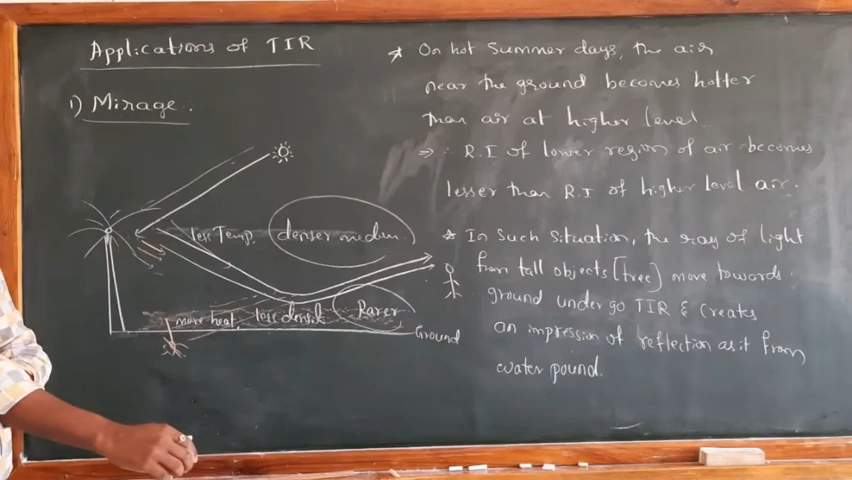 Applications of TIR
1) Mirage :
less Temp, denser medium
more heat, less density Rarer
Ground
* On hot Summer days, the air
near the ground becomes hotter
than air at higher level.
⇒ ∴ R.I of lower region of air becomes
lesser than R.I of higher level air.
* In Such Situation, the ray of light
from tall objects [tree] move towards
ground under go TIR & creates
an impression of reflection as it from
water pound.